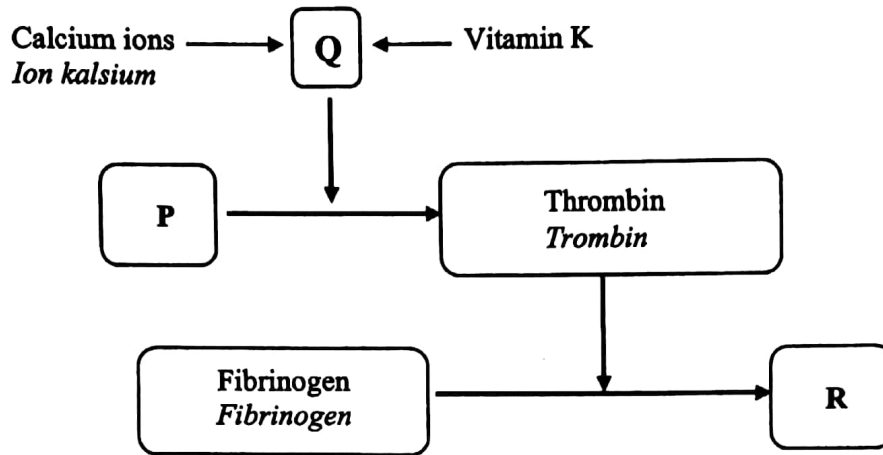 Calcium ions
Ion kalsium
Q
Vitamin K
P
Thrombin
Trombin
Fibrinogen
Fibrinogen
R